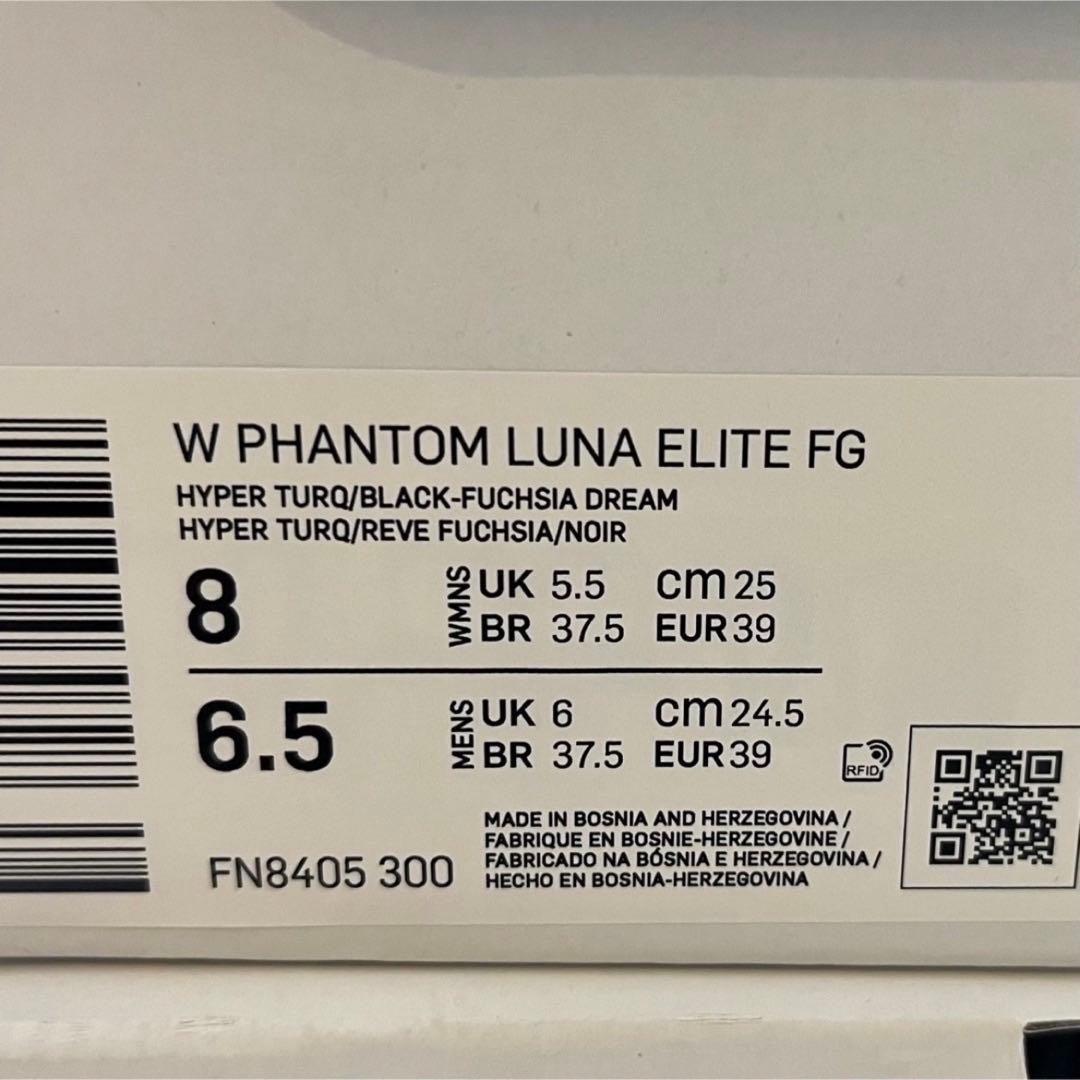 W PHANTOM LUNA ELITE FG
HYPER TURQ/BLACK-FUCHSIA DREAM
HYPER TURQ/REVE FUCHSIA/NOIR
8 WMNS UK 5.5 cm 25
BR 37.5 EUR 39
6.5 MENS UK 6 cm 24.5
BR 37.5 EUR 39
RFID
MADE IN BOSNIA AND HERZEGOVINA /
FABRIQUE EN BOSNIE-HERZEGOVINE /
FABRICADO NA BÓSNIA E HERZEGOVINA /
HECHO EN BOSNIA-HERZEGOVINA
FN8405 300